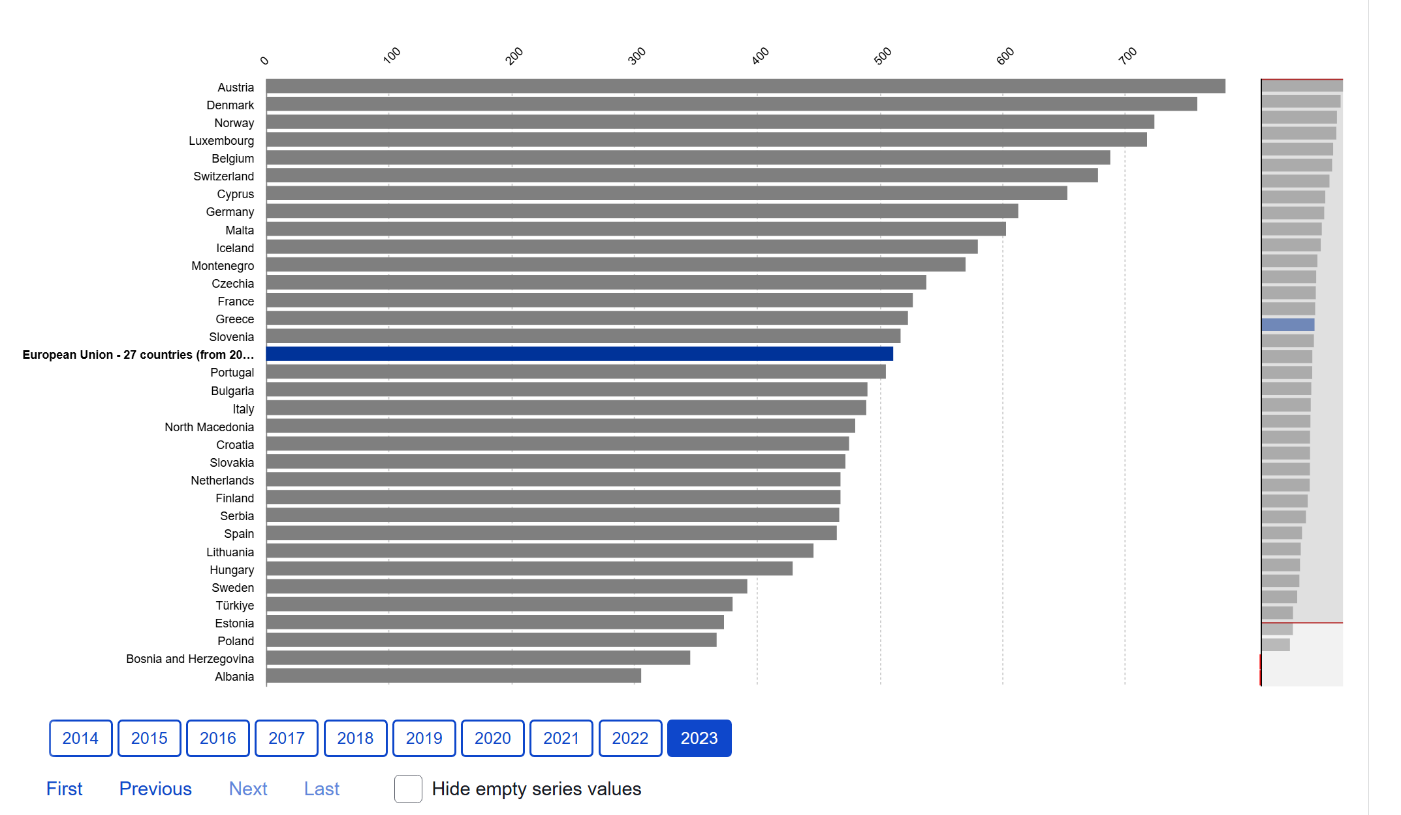 0 100 200 300 400 500 600 700
Austria
Denmark
Norway
Luxembourg
Belgium
Switzerland
Cyprus
Germany
Malta
Iceland
Montenegro
Czechia
France
Greece
Slovenia
European Union - 27 countries (from 20…
Portugal
Bulgaria
Italy
North Macedonia
Croatia
Slovakia
Netherlands
Finland
Serbia
Spain
Lithuania
Hungary
Sweden
Türkiye
Estonia
Poland
Bosnia and Herzegovina
Albania
2014 2015 2016 2017 2018 2019 2020 2021 2022 2023
First Previous Next Last Hide empty series values